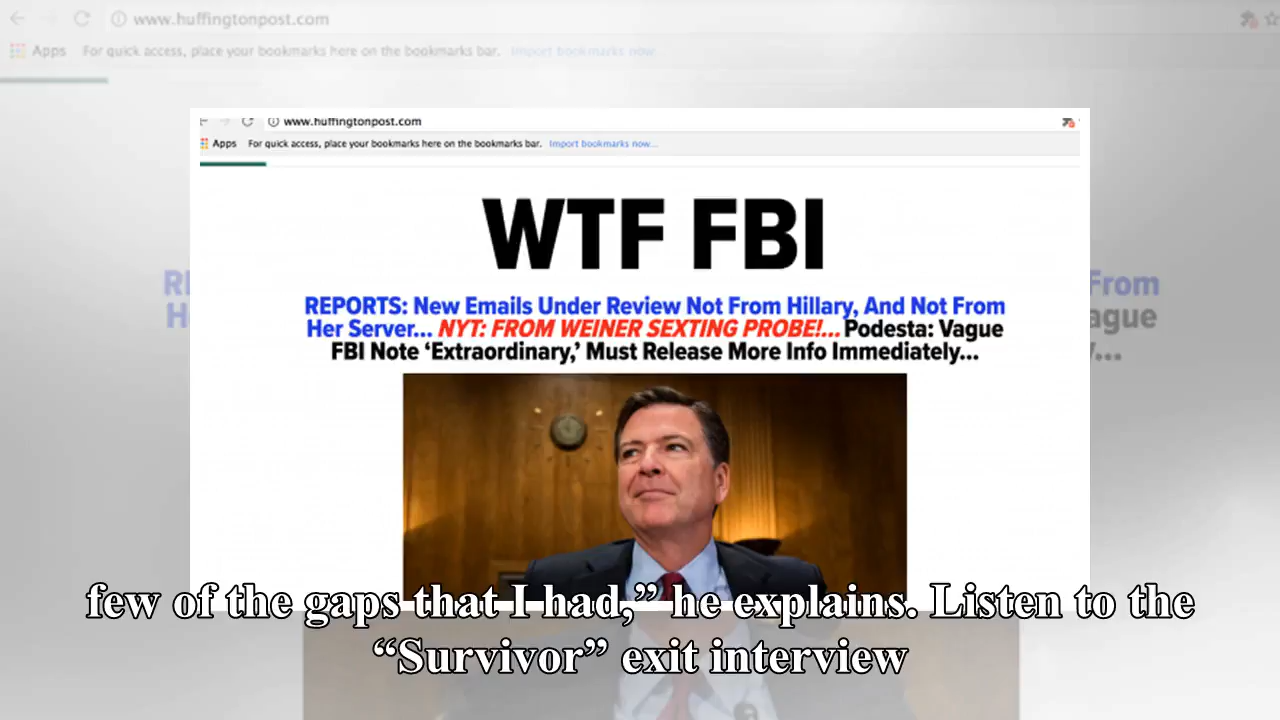 www.huffingtonpost.com
Apps For quick access, place your bookmarks here on the bookmarks bar. Import bookmarks now...
www.huffingtonpost.com
Apps For quick access, place your bookmarks here on the bookmarks bar. Import bookmarks now...
WTF FBI
REPORTS: New Emails Under Review Not From Hillary, And Not From
Her Server... NYT: FROM WEINER SEXTING PROBE!... Podesta: Vague
FBI Note ‘Extraordinary,’ Must Release More Info Immediately...
From
few of the gaps that I had,” he explains. Listen to the
“Survivor” exit interview